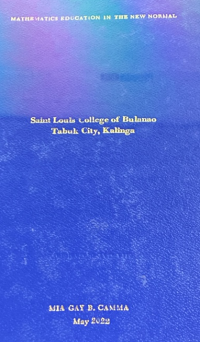 MATHEMATICS EDUCATION IN THE NEW NORMAL
Saint Louis College of Bulanao
Tabuk City, Kalinga
MIA GAY B. CAMMA
May 2022